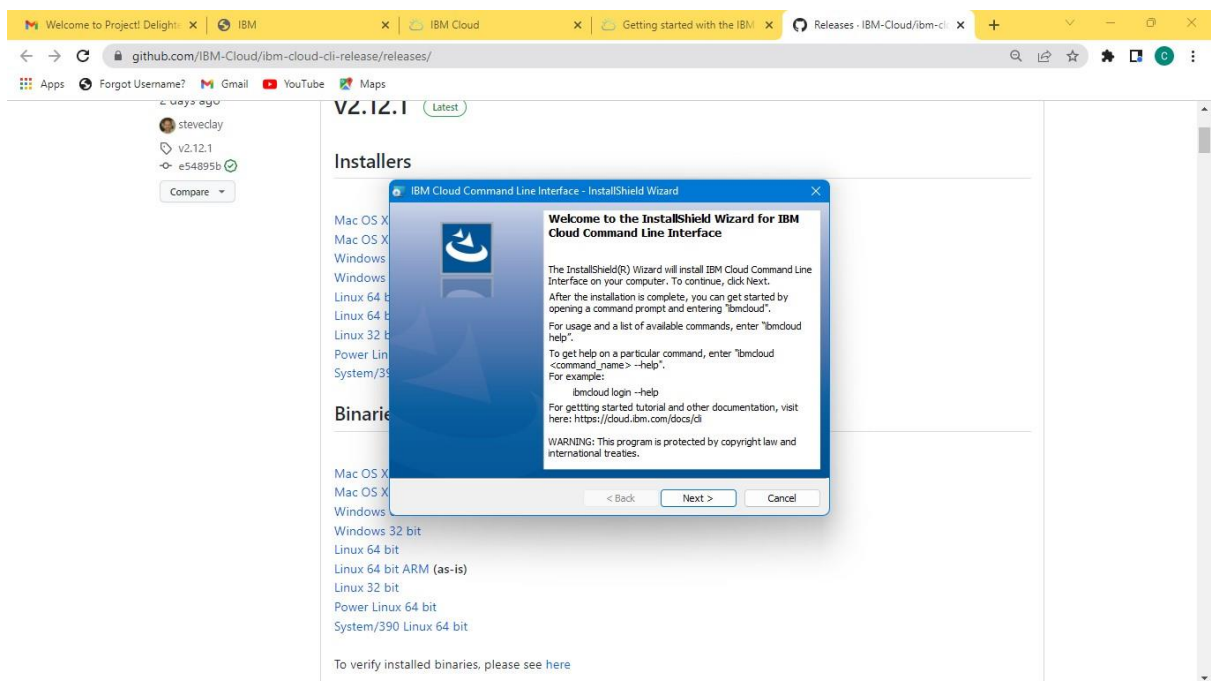 Welcome to Project! Delight
IBM
IBM Cloud
Getting started with the IBM
Releases · IBM-Cloud/ibm-cl
github.com/IBM-Cloud/ibm-cloud-cli-release/releases/
C
Apps
Forgot Username?
Gmail
YouTube
Maps
2 days ago
steveclay
v2.12.1
e54895b
Compare
v2.12.1
Latest
Installers
Mac OS X
Mac OS X
Windows
Windows
Linux 64 b
Linux 64 b
Linux 32 b
Power Lin
System/39
IBM Cloud Command Line Interface - InstallShield Wizard
Welcome to the InstallShield Wizard for IBM
Cloud Command Line Interface
The InstallShield(R) Wizard will install IBM Cloud Command Line
Interface on your computer. To continue, click Next.
After the installation is complete, you can get started by
opening a command prompt and entering "ibmcloud".
For usage and a list of available commands, enter "ibmcloud
help".
To get help on a particular command, enter "ibmcloud
<command_name> --help".
For example:
ibmcloud login --help
For gettting started tutorial and other documentation, visit
here: https://cloud.ibm.com/docs/cli
WARNING: This program is protected by copyright law and
international treaties.
< Back
Next >
Cancel
Binarie
Mac OS X
Mac OS X
Windows
Windows 32 bit
Linux 64 bit
Linux 64 bit ARM (as-is)
Linux 32 bit
Power Linux 64 bit
System/390 Linux 64 bit
To verify installed binaries, please see here